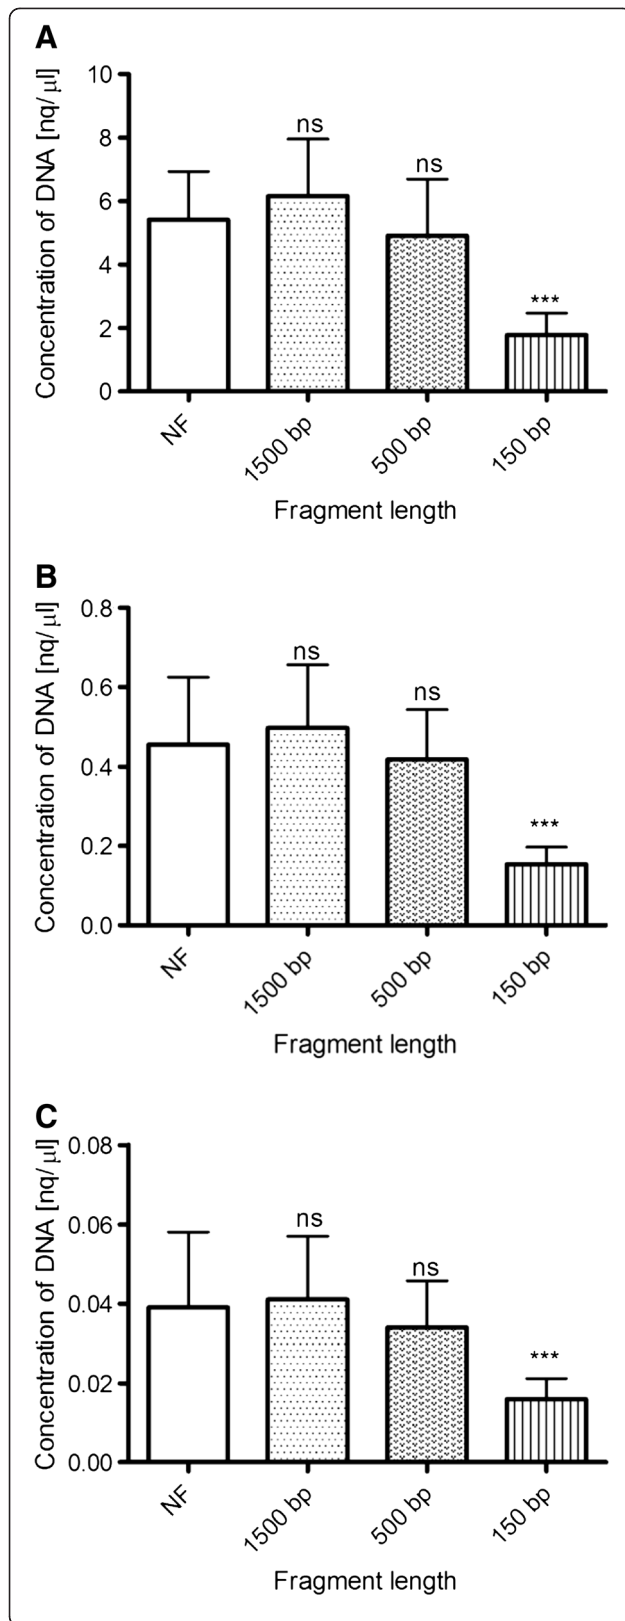 A
Concentration of DNA [nq/μl]
10
8
6
4
2
0
ns
ns
***
NF
1500 bp
500 bp
150 bp
Fragment length
B
Concentration of DNA [nq/μl]
0.8
0.6
0.4
0.2
0.0
ns
ns
***
NF
1500 bp
500 bp
150 bp
Fragment length
C
Concentration of DNA [nq/μl]
0.08
0.06
0.04
0.02
0.00
ns
ns
***
NF
1500 bp
500 bp
150 bp
Fragment length